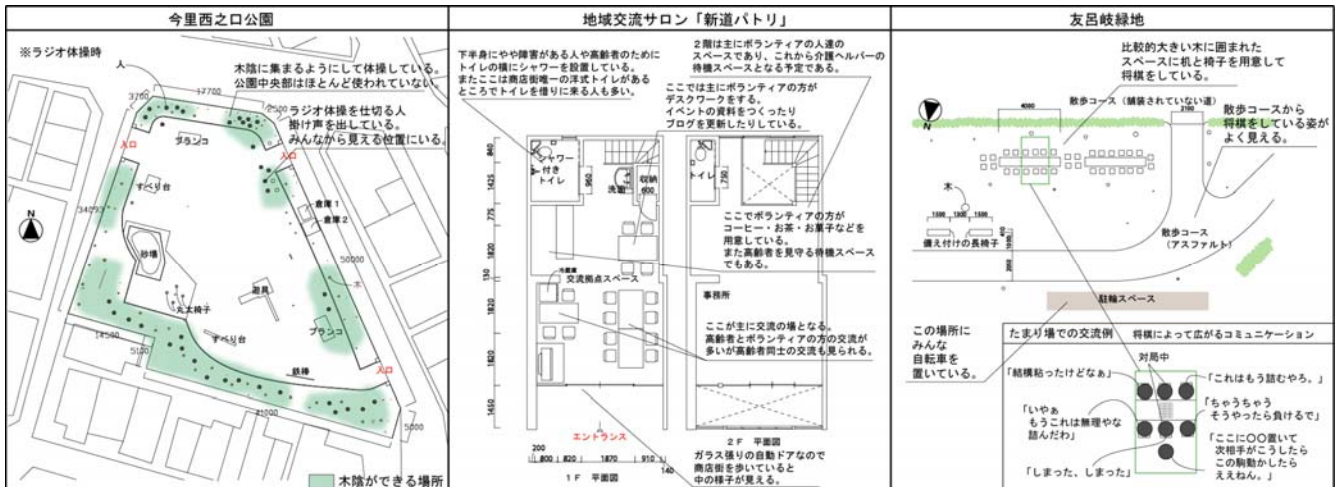 今里西之口公園
※ラジオ体操時
人
木陰に集まるようにして体操している。
公園中央部はほとんど使われていない。
ラジオ体操を仕切る人
掛け声を出している。
みんなから見える位置にいる。
3700
17700
入口
ブランコ
入口
すべり台
倉庫1
倉庫2
34093
N
砂場
50000
木
遊具
丸太椅子
ブランコ
すべり台
14500
5100
鉄棒
入口
41000
5000
木陰ができる場所
地域交流サロン「新道パトリ」
下半身にやや障害がある人や高齢者のために
トイレの横にシャワーを設置している。
またここは商店街唯一の洋式トイレがある
ところでトイレを借りに来る人も多い。
2階は主にボランティアの人達の
スペースであり、これから介護ヘルパーの
待機スペースとなる予定である。
ここでは主にボランティアの方が
デスクワークをする。
イベントの資料をつくったり
ブログを更新したりしている。
840
1425
775
1820
130
1820
1820
1450
シャワー
付き
トイレ
960
洗面
収納
600
トイレ
750
ここでボランティアの方が
コーヒー・お茶・お菓子などを
用意している。
また高齢者を見守る待機スペース
でもある。
冷蔵庫
交流拠点スペース
事務所
ここが主に交流の場となる。
高齢者とボランティアの方の交流が
多いが高齢者同士の交流も見られる。
エントランス
200
800
820
1870
910
140
1F 平面図
2F 平面図
ガラス張りの自動ドアなので
商店街を歩いていると
中の様子が見える。
友呂岐緑地
比較的大きい木に囲まれた
スペースに机と椅子を用意して
将棋をしている。
N
4000
散歩コース(舗装されていない道)
2100
散歩コースから
将棋をしている姿が
よく見える。
木
1500
1800
1500
備え付けの長椅子
散歩コース
(アスファルト)
駐輪スペース
この場所に
みんな
自転車を
置いている。
たまり場での交流例
将棋によって広がるコミュニケーション
対局中
「結構粘ったけどなぁ」
「これはもう詰むやろ。」
「いやぁ
もうこれは無理やな
詰んだわ」
「ちゃうちゃう
そうやったら負けるで」
「しまった、しまった」
「ここに〇〇置いて
次相手がこうしたら
この駒動かしたら
ええねん。」